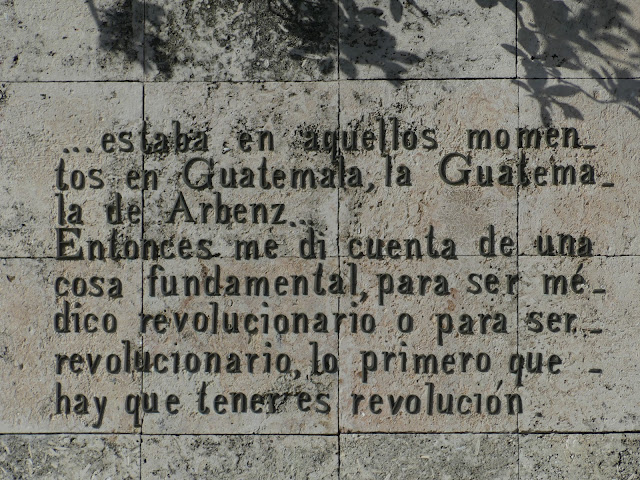 ...estaba en aquellos momen_
tos en Guatemala, la Guatema_
la de Arbenz...
Entonces me di cuenta de una
cosa fundamental, para ser mé_
dico revolucionario o para ser_
revolucionario, lo primero que _
hay que tener es revolución